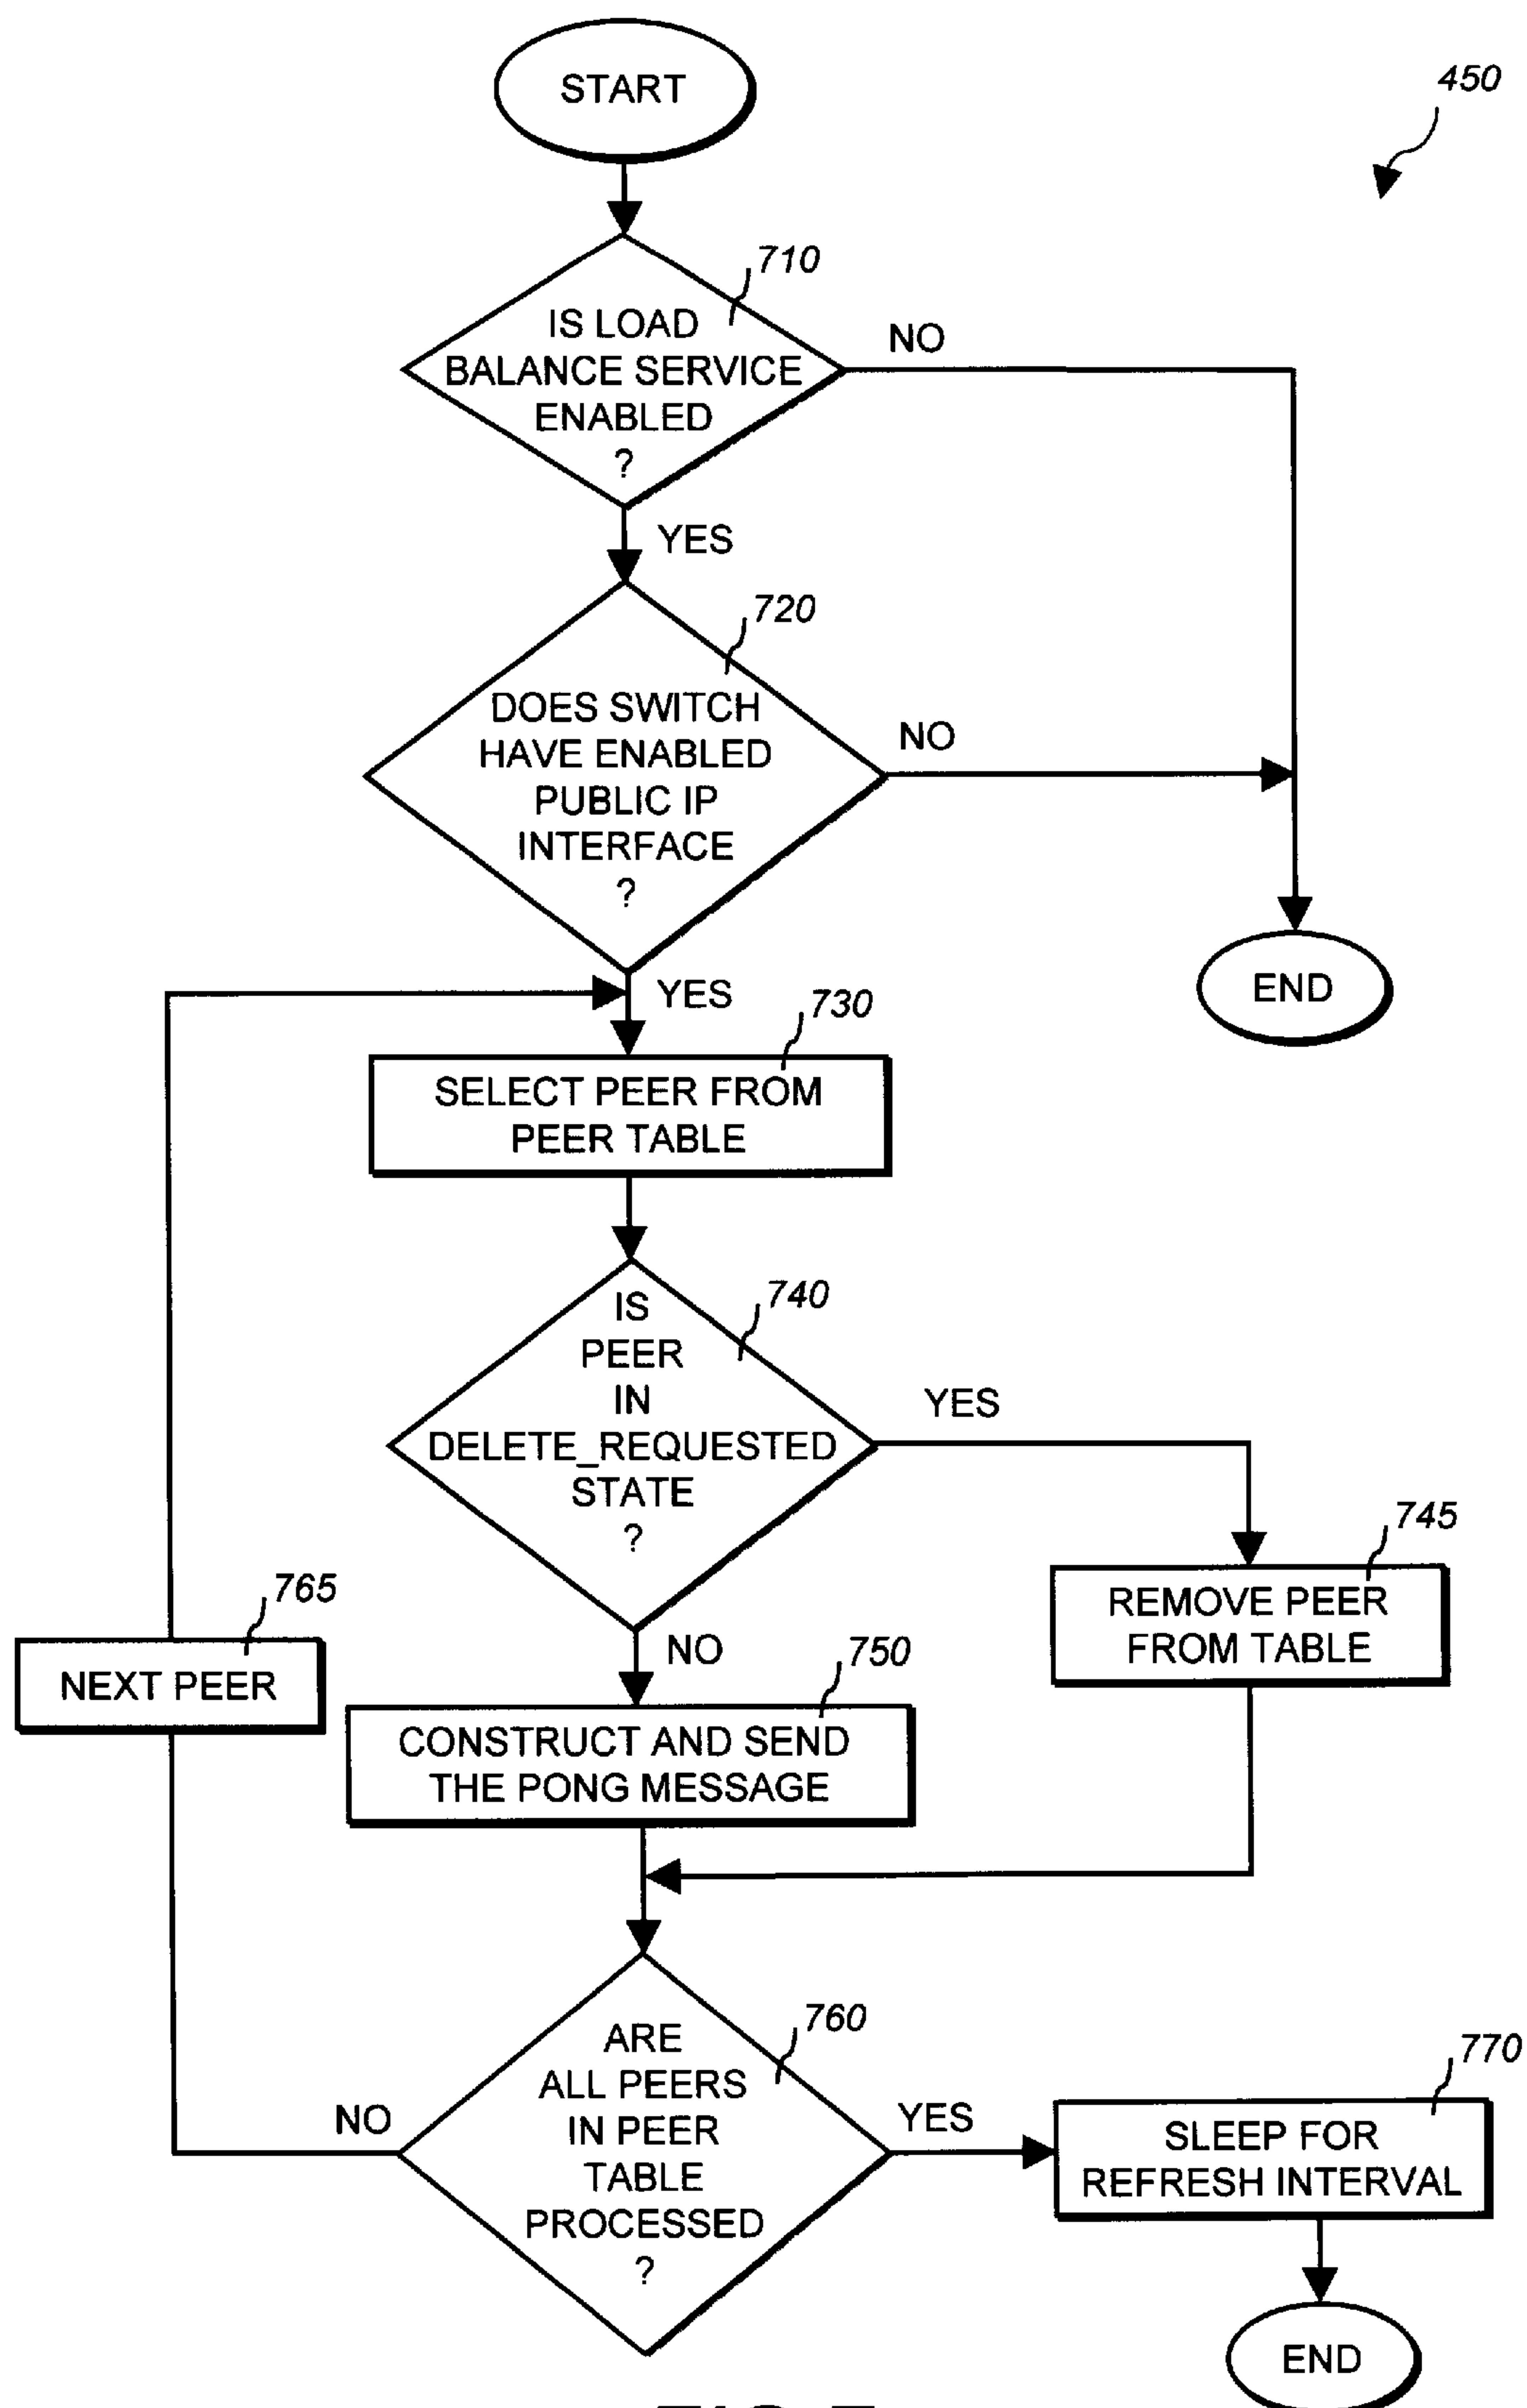 START
450
710
IS LOAD
BALANCE SERVICE
ENABLED
?
NO
YES
720
DOES SWITCH
HAVE ENABLED
PUBLIC IP
INTERFACE
?
NO
END
YES
730
SELECT PEER FROM
PEER TABLE
740
IS
PEER
IN
DELETE_REQUESTED
STATE
?
YES
745
REMOVE PEER
FROM TABLE
765
NEXT PEER
NO
750
CONSTRUCT AND SEND
THE PONG MESSAGE
760
ARE
ALL PEERS
IN PEER
TABLE
PROCESSED
?
NO
YES
770
SLEEP FOR
REFRESH INTERVAL
END